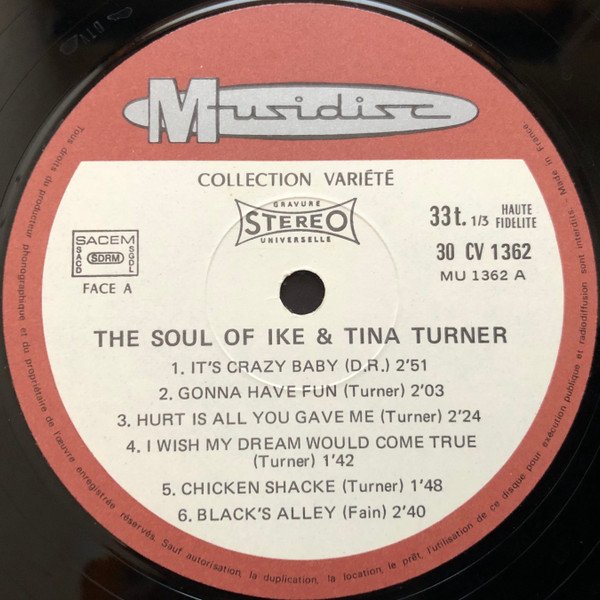 Musidisc
COLLECTION VARIÉTÉ
GRAVURE
STEREO
UNIVERSELLE
33t. 1/3 HAUTE FIDELITE
30 CV 1362
MU 1362 A
SACEM
SACD
SDRM
SGDL
FACE A
THE SOUL OF IKE & TINA TURNER
1. IT'S CRAZY BABY (D.R.) 2'51
2. GONNA HAVE FUN (Turner) 2'03
3. HURT IS ALL YOU GAVE ME (Turner) 2'24
4. I WISH MY DREAM WOULD COME TRUE
(Turner) 1'42
5. CHICKEN SHACKE (Turner) 1'48
6. BLACK'S ALLEY (Fain) 2'40
Tous droits du producteur phonographique et du propriétaire de l'œuvre enregistrée réservés. Sauf autorisation, la duplication, la location, le prêt, l'utilisation de ce disque pour exécution publique et radiodiffusion sont interdits. Made in France